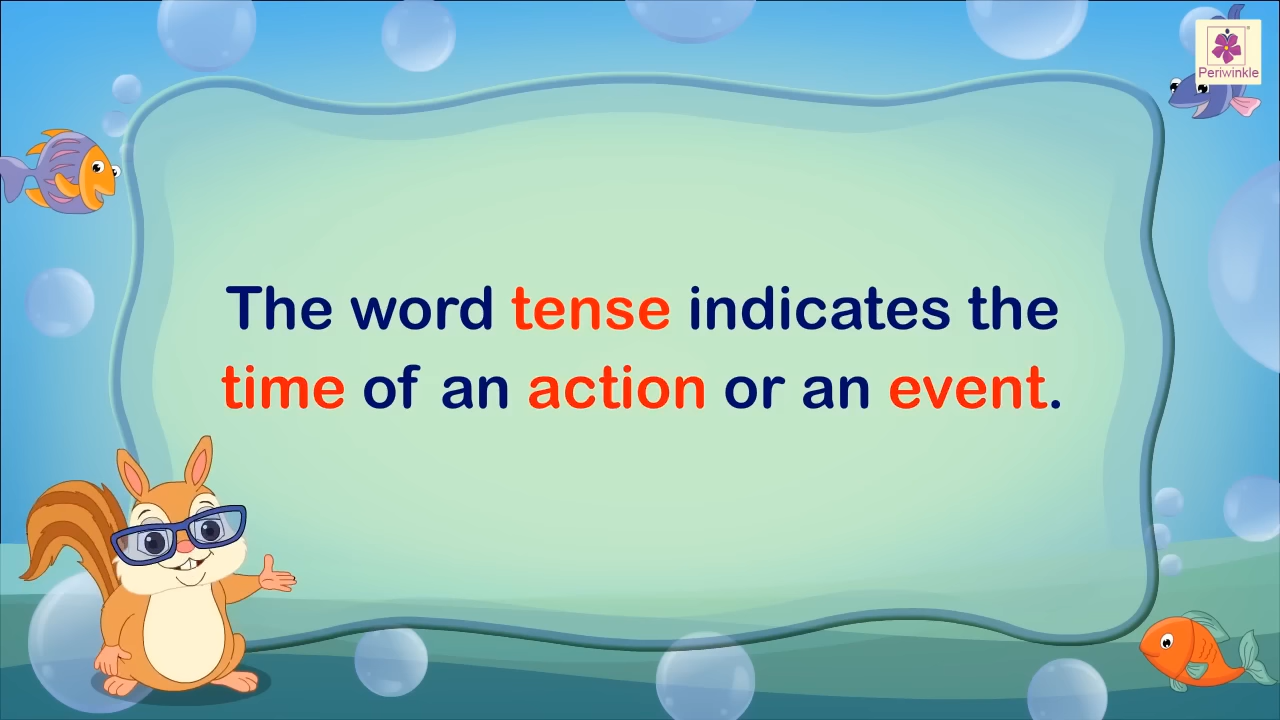 Periwinkle
The word tense indicates the
time of an action or an event.